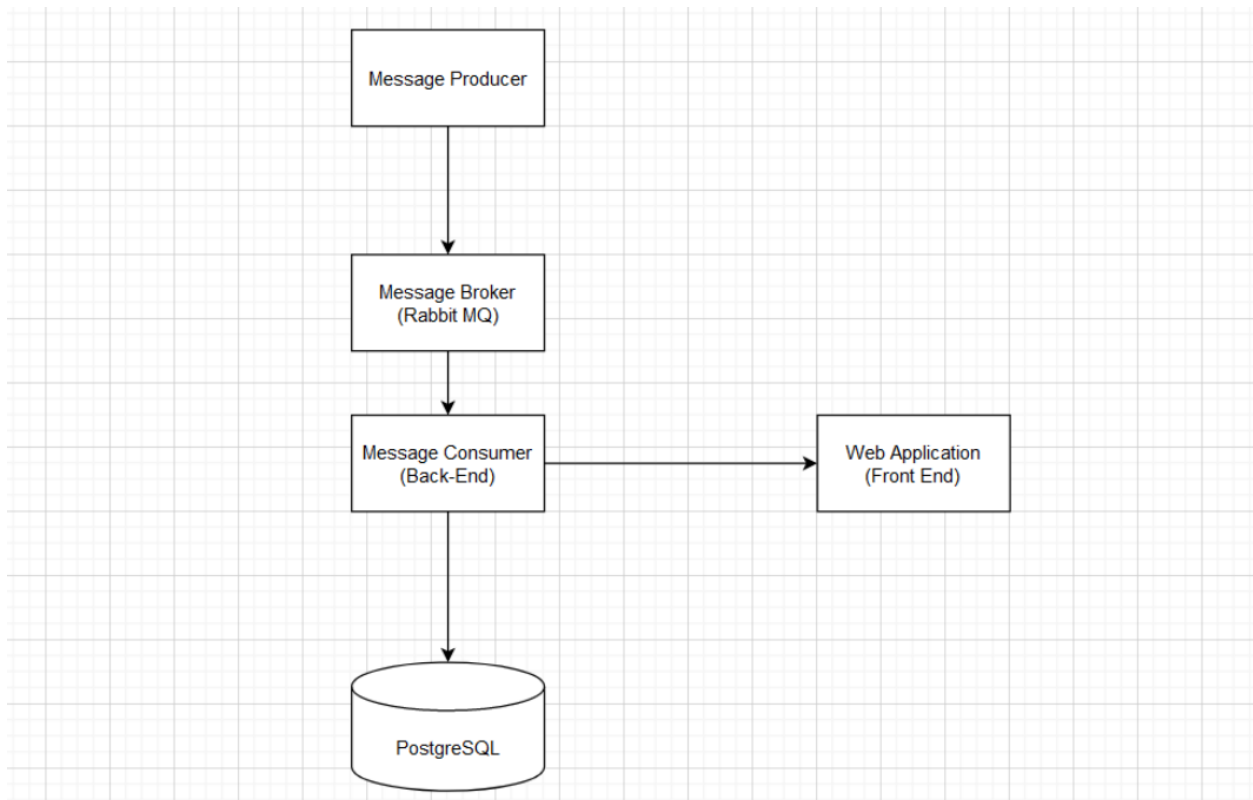 Message Producer
Message Broker
(Rabbit MQ)
Message Consumer
(Back-End)
Web Application
(Front End)
PostgreSQL